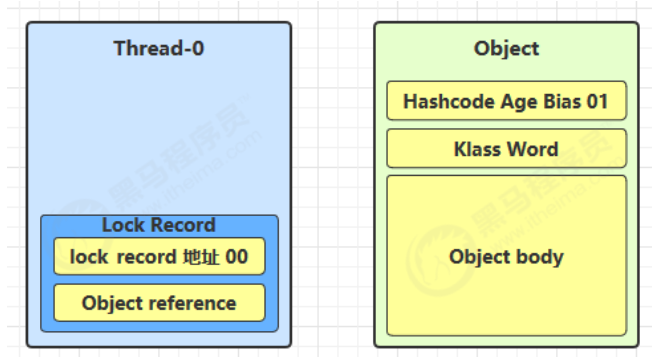 Thread-0
Lock Record
lock record 地址 00
Object reference
Object
Hashcode Age Bias 01
Klass Word
Object body
黑马程序员
www.itheima.com
黑马程序员
www.itheima.com